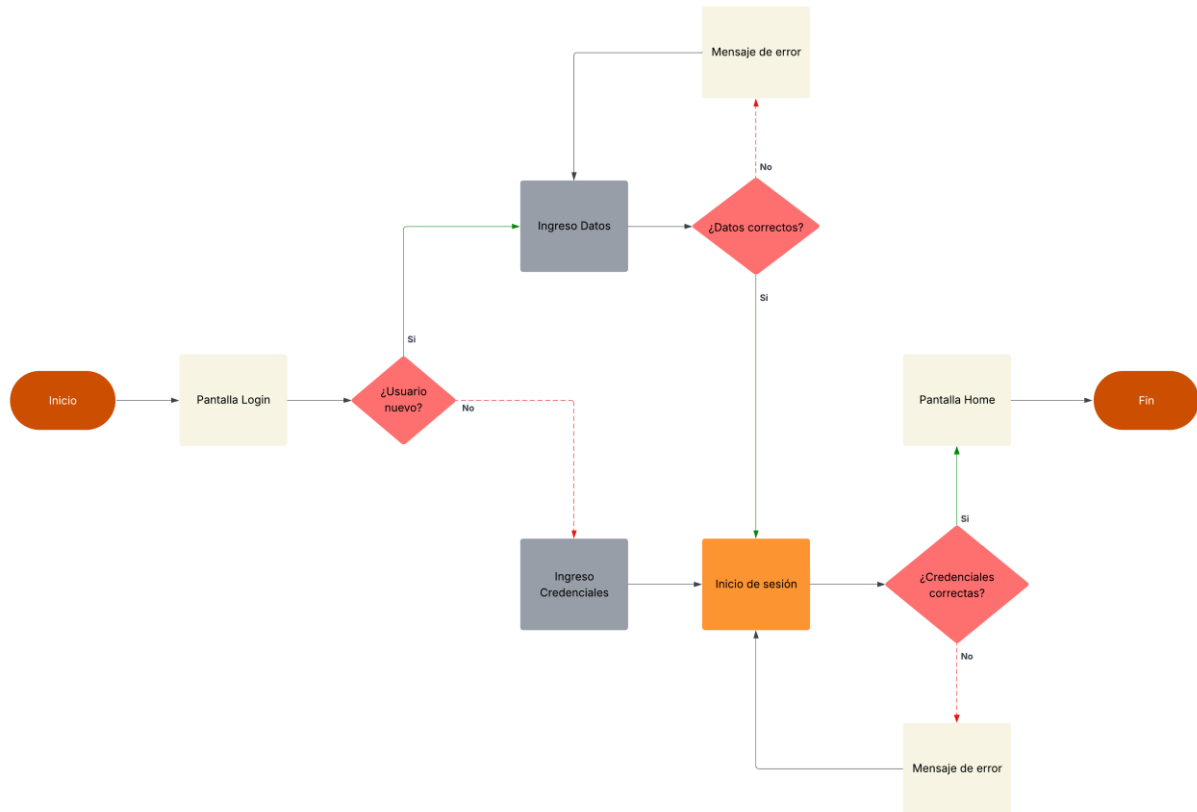 Mensaje de error
No
Ingreso Datos
¿Datos correctos?
Si
Si
Inicio
Pantalla Login
¿Usuario
nuevo?
No
Pantalla Home
Fin
Si
Ingreso
Credenciales
Inicio de sesión
¿Credenciales
correctas?
No
Mensaje de error